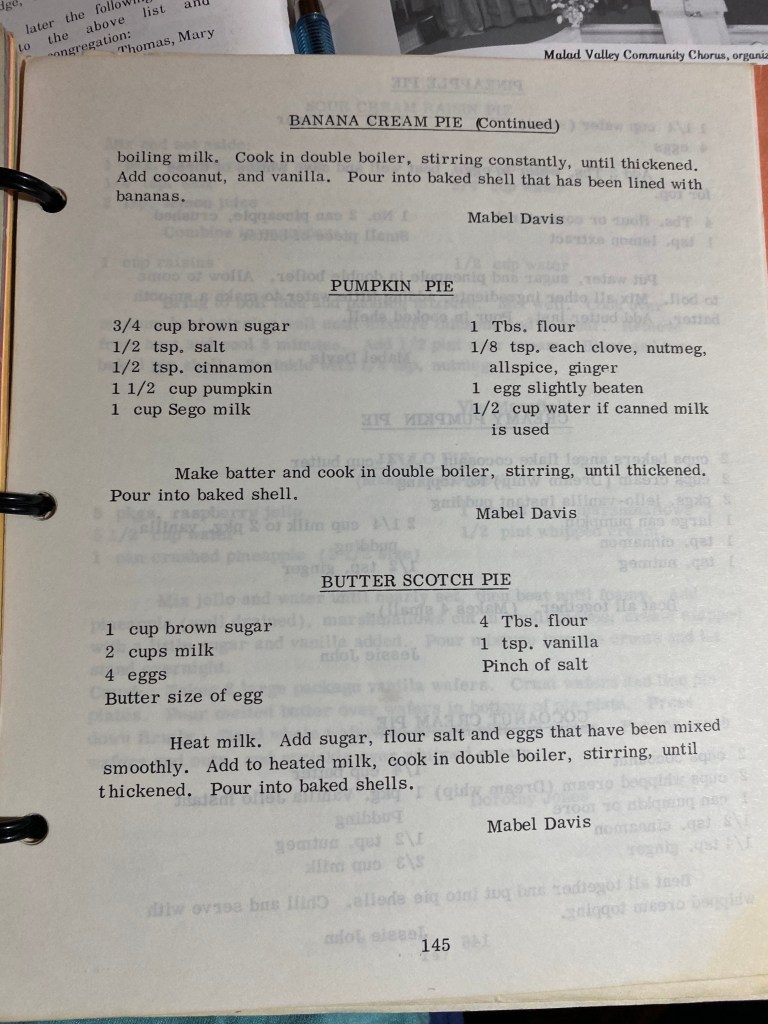 later the following
to the above list and
congregation:
Thomas, Mary
Malad Valley Community Chorus, organiz
BANANA CREAM PIE (Continued)
boiling milk. Cook in double boiler, stirring constantly, until thickened.
Add cocoanut, and vanilla. Pour into baked shell that has been lined with
bananas.
Mabel Davis
PUMPKIN PIE
3/4 cup brown sugar
1/2 tsp. salt
1/2 tsp. cinnamon
1 1/2 cup pumpkin
1 cup Sego milk
1 Tbs. flour
1/8 tsp. each clove, nutmeg,
allspice, ginger
1 egg slightly beaten
1/2 cup water if canned milk
is used
Make batter and cook in double boiler, stirring, until thickened.
Pour into baked shell.
Mabel Davis
BUTTER SCOTCH PIE
1 cup brown sugar
2 cups milk
4 eggs
Butter size of egg
4 Tbs. flour
1 tsp. vanilla
Pinch of salt
Heat milk. Add sugar, flour salt and eggs that have been mixed
smoothly. Add to heated milk, cook in double boiler, stirring, until
thickened. Pour into baked shells.
Mabel Davis
145